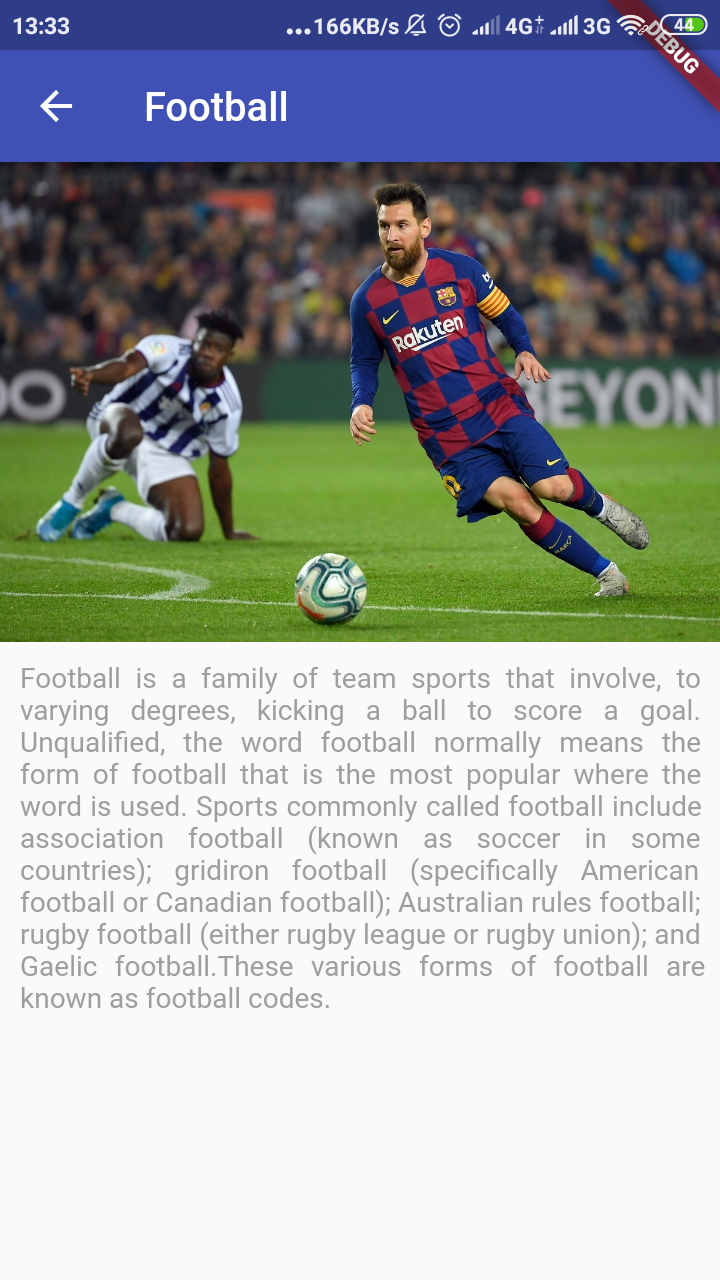 13:33 ...166KB/s 4G+ 3G 44
DEBUG
Football
Rakuten
BEYON
BARÇA
Football is a family of team sports that involve, to
varying degrees, kicking a ball to score a goal.
Unqualified, the word football normally means the
form of football that is the most popular where the
word is used. Sports commonly called football include
association football (known as soccer in some
countries); gridiron football (specifically American
football or Canadian football); Australian rules football;
rugby football (either rugby league or rugby union); and
Gaelic football.These various forms of football are
known as football codes.